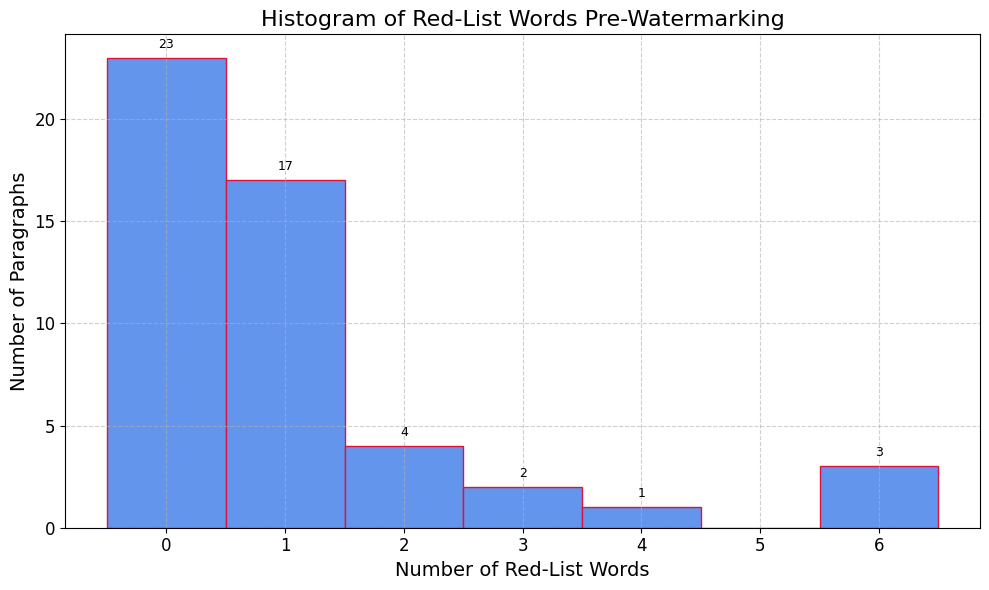 Histogram of Red-List Words Pre-Watermarking
Number of Paragraphs
20
15
10
5
0
23
17
4
2
1
3
0 1 2 3 4 5 6
Number of Red-List Words